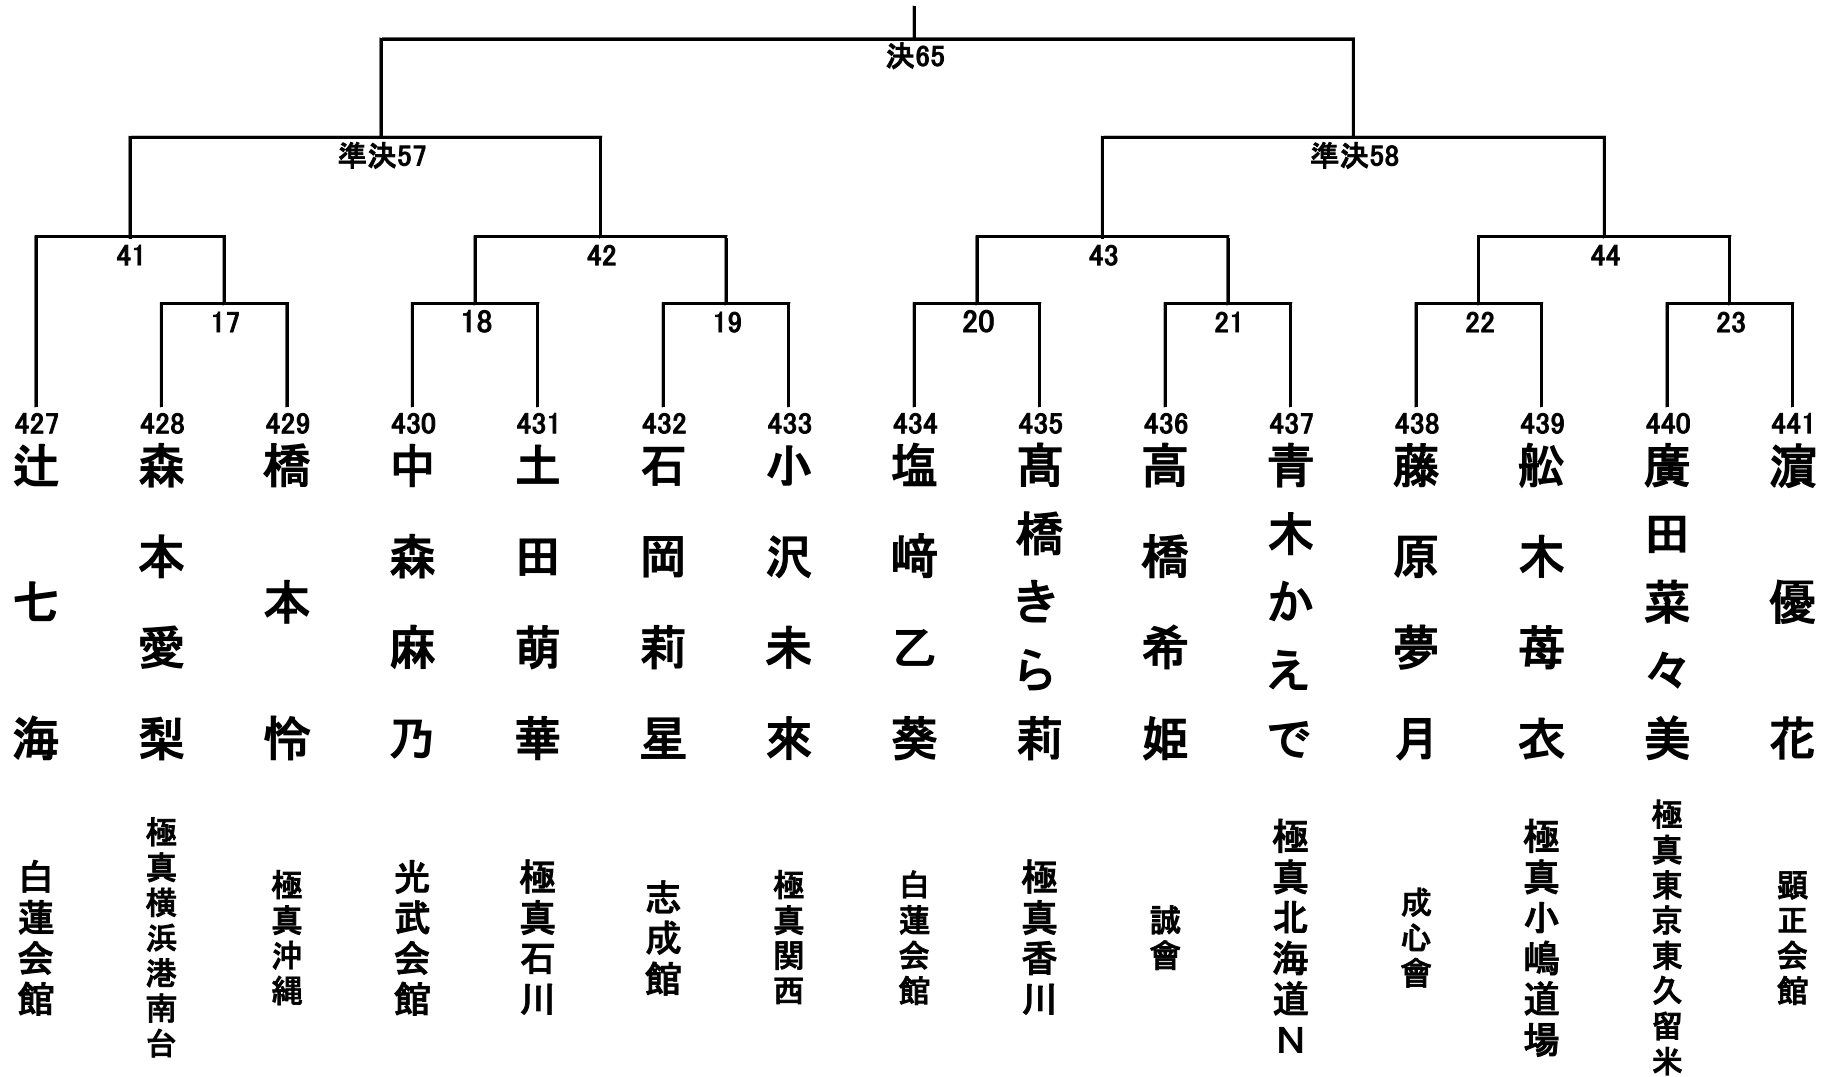 決65
準決57
準決58
41
42
43
44
17
18
19
20
21
22
23
427
428
429
430
431
432
433
434
435
436
437
438
439
440
441
辻七海
森本愛梨
橋本怜
中森麻乃
土田萌華
石岡莉星
小沢未來
塩﨑乙葵
髙橋きら莉
高橋希姫
青木かえで
藤原夢月
舩木苺衣
廣田菜々美
濵優花
白蓮会館
極真横浜港南台
極真沖縄
光武会館
極真石川
志成館
極真関西
白蓮会館
極真香川
誠會
極真北海道Ｎ
成心會
極真小嶋道場
極真東京東久留米
顕正会館